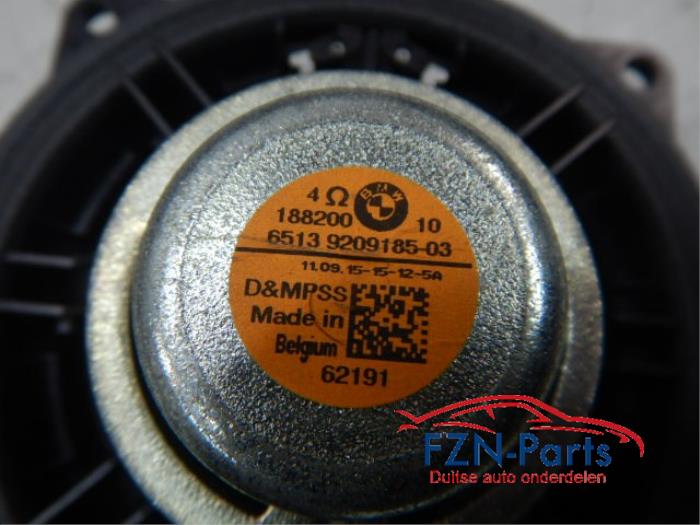 4 Ω BMW
188200 10
6513 9209185-03
11.09.15-15-12-5A
D&MPSS
Made in
Belgium
62191
FZN-Parts
Duitse auto onderdelen